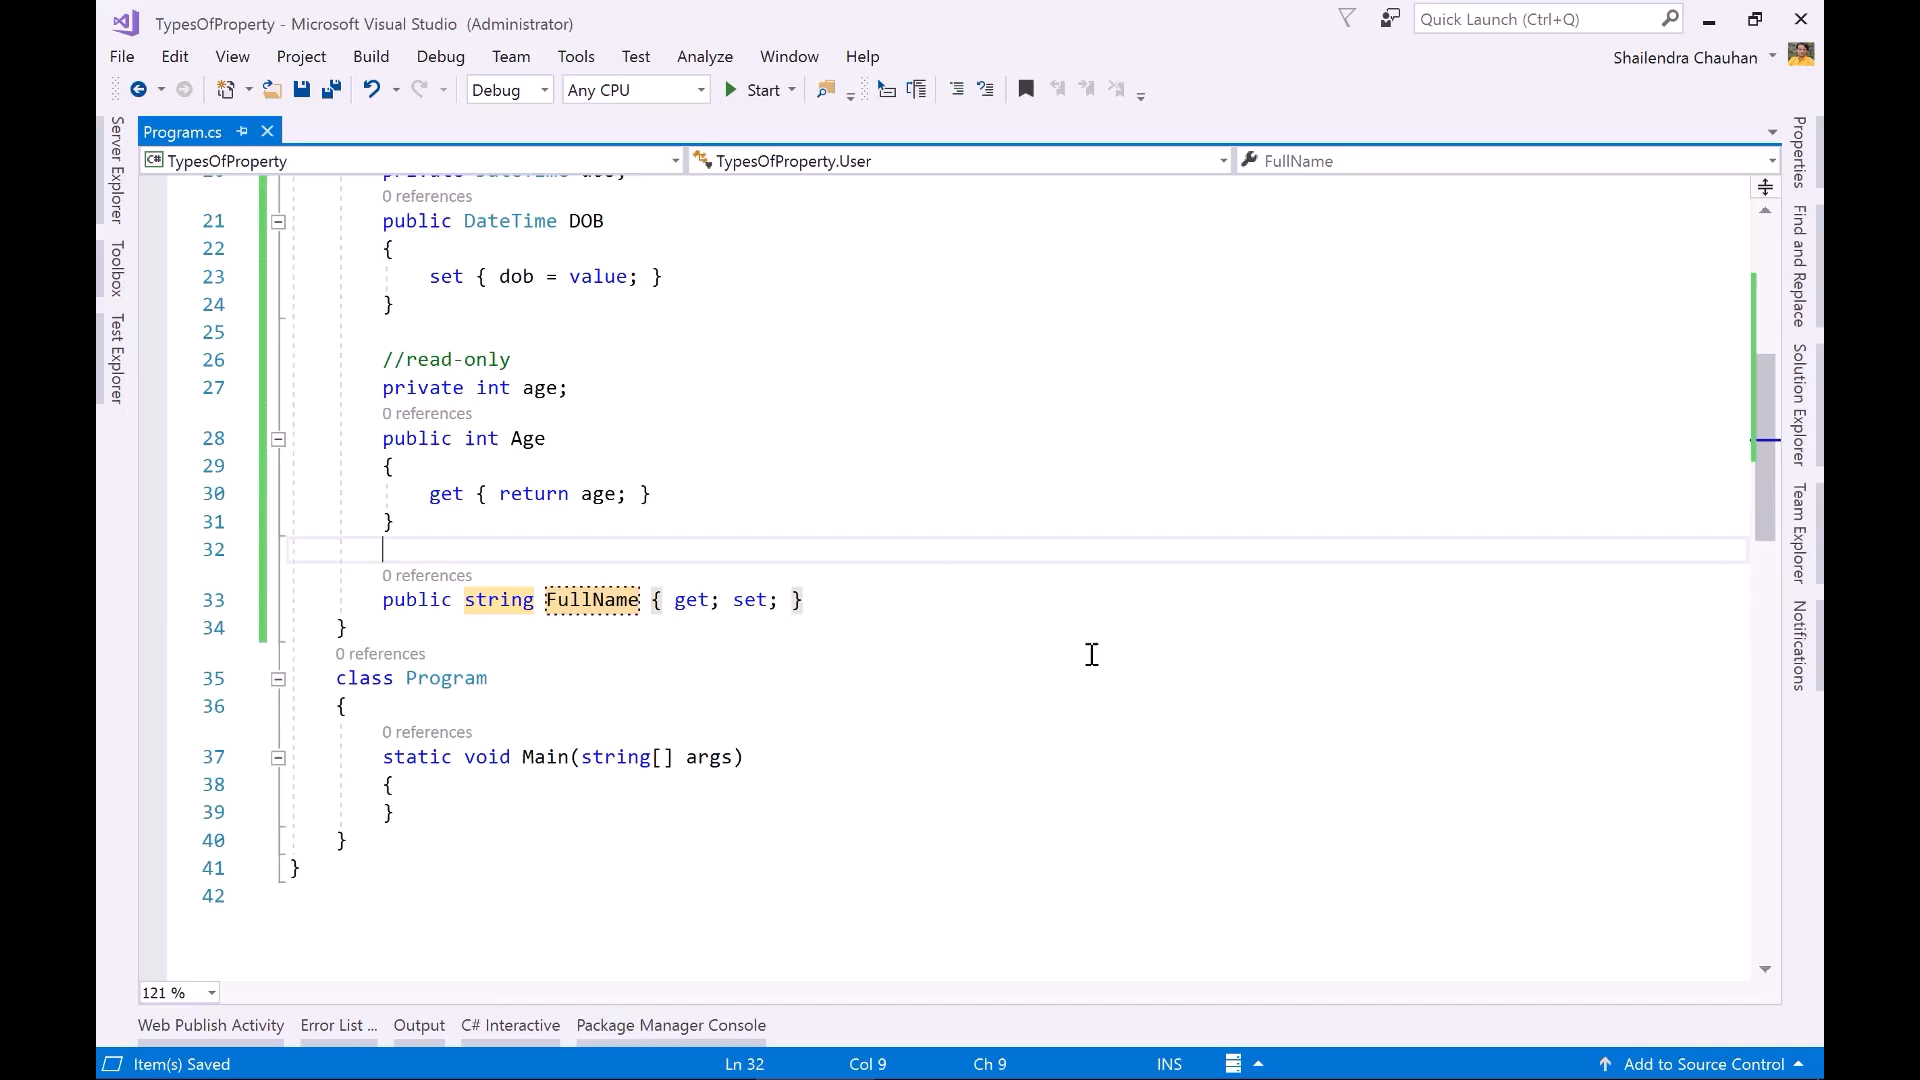 TypesOfProperty - Microsoft Visual Studio (Administrator)
Quick Launch (Ctrl+Q)
File Edit View Project Build Debug Team Tools Test Analyze Window Help
Shailendra Chauhan
Debug Any CPU Start
Program.cs
TypesOfProperty TypesOfProperty.User FullName
Server Explorer
Toolbox
Test Explorer
0 references
21 public DateTime DOB
22 {
23 set { dob = value; }
24 }
25
26 //read-only
27 private int age;
0 references
28 public int Age
29 {
30 get { return age; }
31 }
32
0 references
33 public string FullName { get; set; }
34 }
0 references
35 class Program
36 {
0 references
37 static void Main(string[] args)
38 {
39 }
40 }
41 }
42
Properties
Find and Replace
Solution Explorer
Team Explorer
Notifications
121 %
Web Publish Activity Error List ... Output C# Interactive Package Manager Console
Item(s) Saved Ln 32 Col 9 Ch 9 INS Add to Source Control